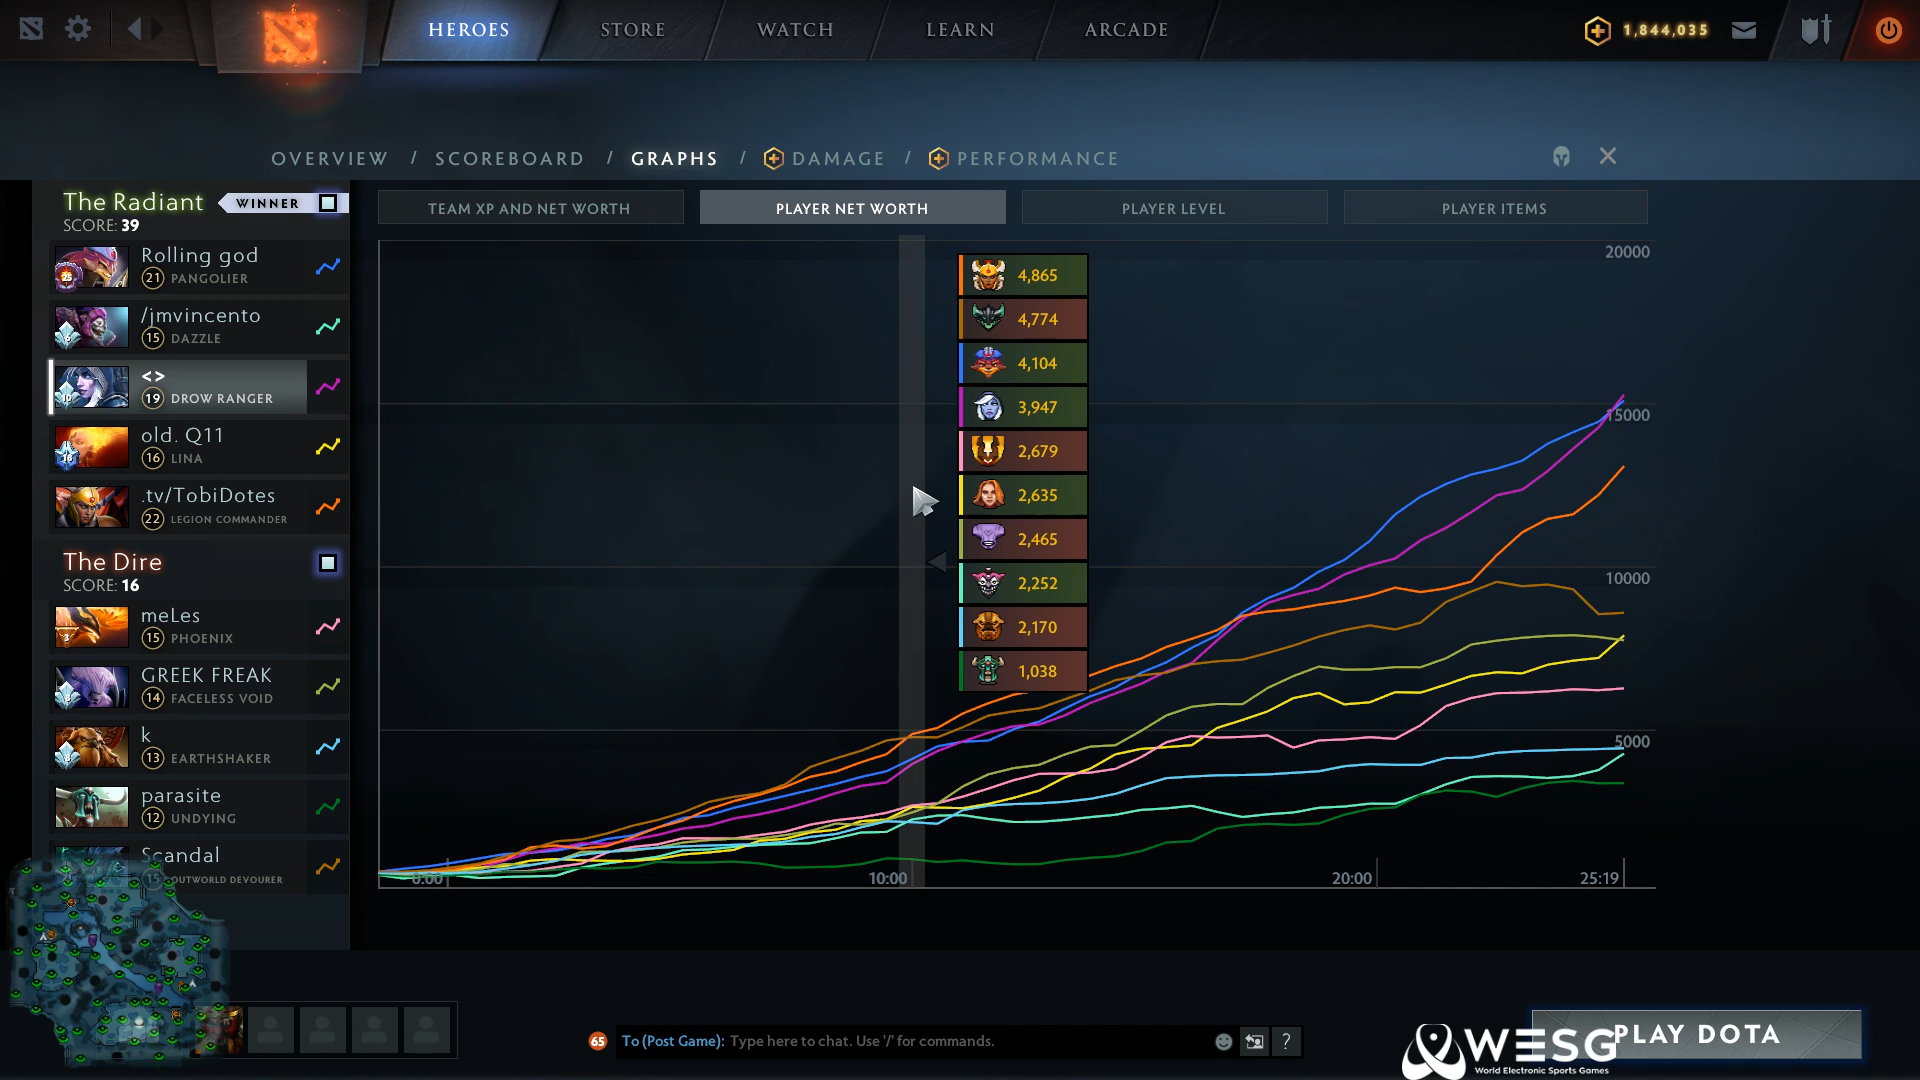 HEROES
STORE
WATCH
LEARN
ARCADE
1,844,035
OVERVIEW / SCOREBOARD / GRAPHS / DAMAGE / PERFORMANCE
The Radiant
WINNER
SCORE: 39
Rolling god
25
21 PANGOLIER
/jmvincento
15 DAZZLE
<>
19 DROW RANGER
old. Q11
16 LINA
.tv/TobiDotes
22 LEGION COMMANDER
The Dire
SCORE: 16
meLes
3
15 PHOENIX
GREEK FREAK
14 FACELESS VOID
k
13 EARTHSHAKER
parasite
12 UNDYING
Scandal
15 OUTWORLD DEVOURER
TEAM XP AND NET WORTH
PLAYER NET WORTH
PLAYER LEVEL
PLAYER ITEMS
20000
15000
10000
5000
4,865
4,774
4,104
3,947
2,679
2,635
2,465
2,252
2,170
1,038
0:00
10:00
20:00
25:19
65
To (Post Game): Type here to chat. Use '/' for commands.
?
WESG
World Electronic Sports Games
PLAY DOTA